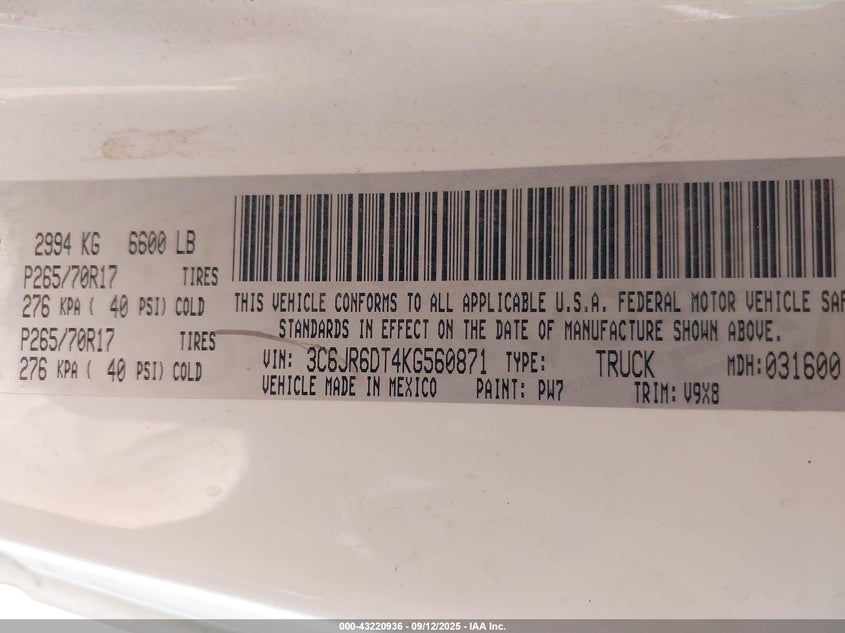 2994 KG 6600 LB
P265/70R17 TIRES
276 KPA ( 40 PSI) COLD
P265/70R17 TIRES
276 KPA ( 40 PSI) COLD
THIS VEHICLE CONFORMS TO ALL APPLICABLE U.S.A. FEDERAL MOTOR VEHICLE SAF
STANDARDS IN EFFECT ON THE DATE OF MANUFACTURE SHOWN ABOVE.
VIN: 3C6JR6DT4KG560871 TYPE: TRUCK MDH:031600
VEHICLE MADE IN MEXICO PAINT: PW7 TRIM: V9X8
000-43220936 - 09/12/2025 - IAA Inc.